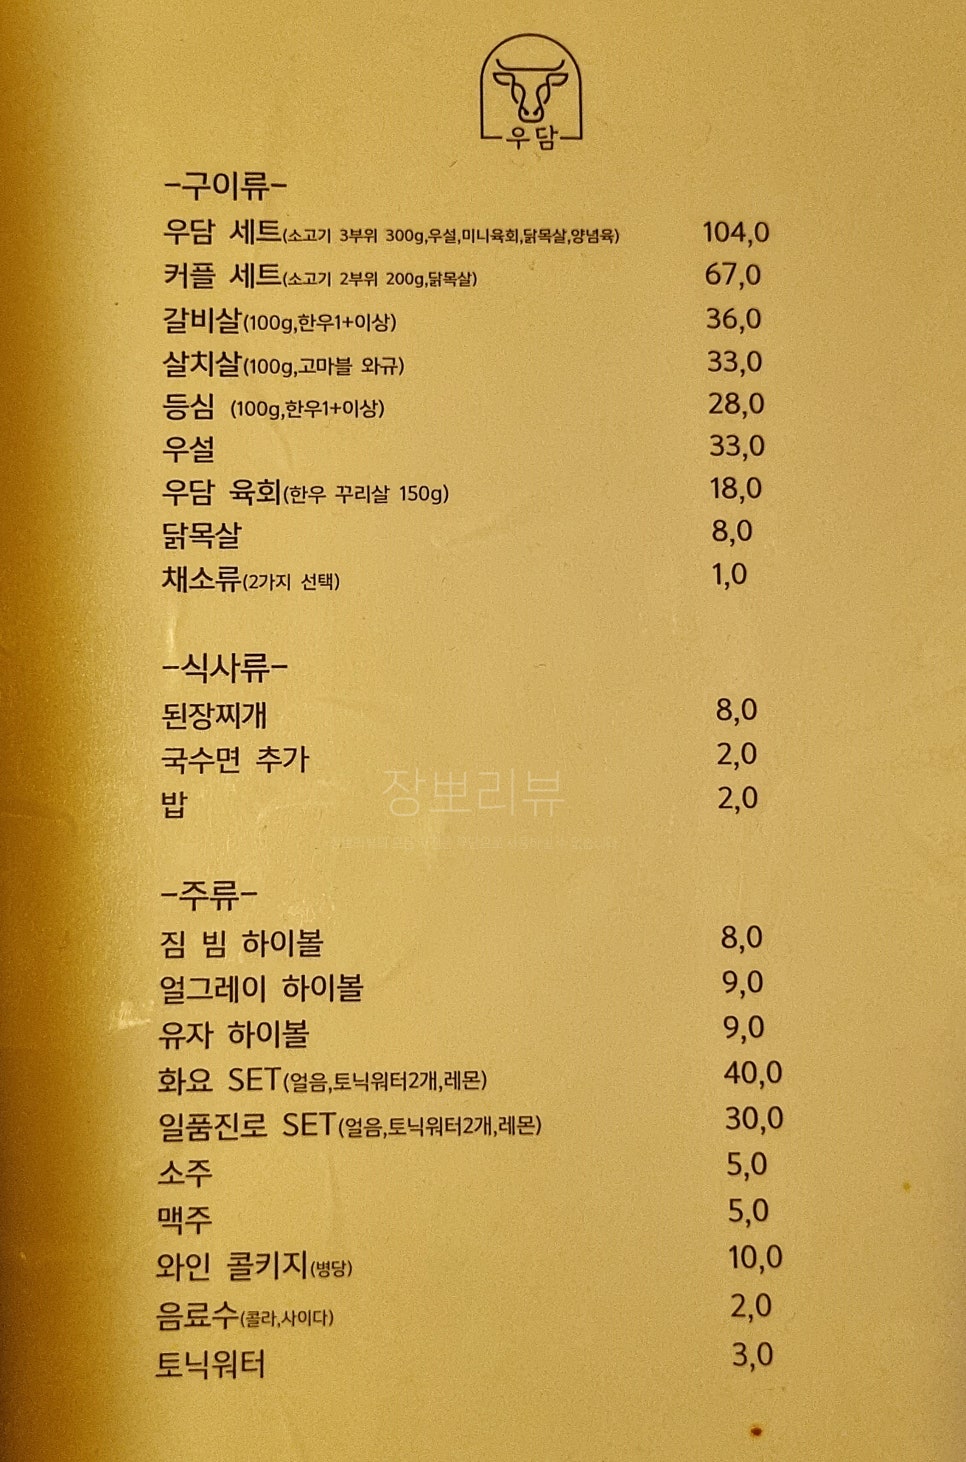 우담
-구이류-
우담 세트(소고기 3부위 300g,우설,미니육회,닭목살,양념육) 104,0
커플 세트(소고기 2부위 200g,닭목살) 67,0
갈비살(100g,한우1+이상) 36,0
살치살(100g,고마블 와규) 33,0
등심 (100g,한우1+이상) 28,0
우설 33,0
우담 육회(한우 꾸리살 150g) 18,0
닭목살 8,0
채소류(2가지 선택) 1,0
-식사류-
된장찌개 8,0
국수면 추가 2,0
장뽀리뷰
밥 2,0
-주류-
짐 빔 하이볼 8,0
얼그레이 하이볼 9,0
유자 하이볼 9,0
화요 SET(얼음,토닉워터2개,레몬) 40,0
일품진로 SET(얼음,토닉워터2개,레몬) 30,0
소주 5,0
맥주 5,0
와인 콜키지(병당) 10,0
음료수(콜라,사이다) 2,0
토닉워터 3,0